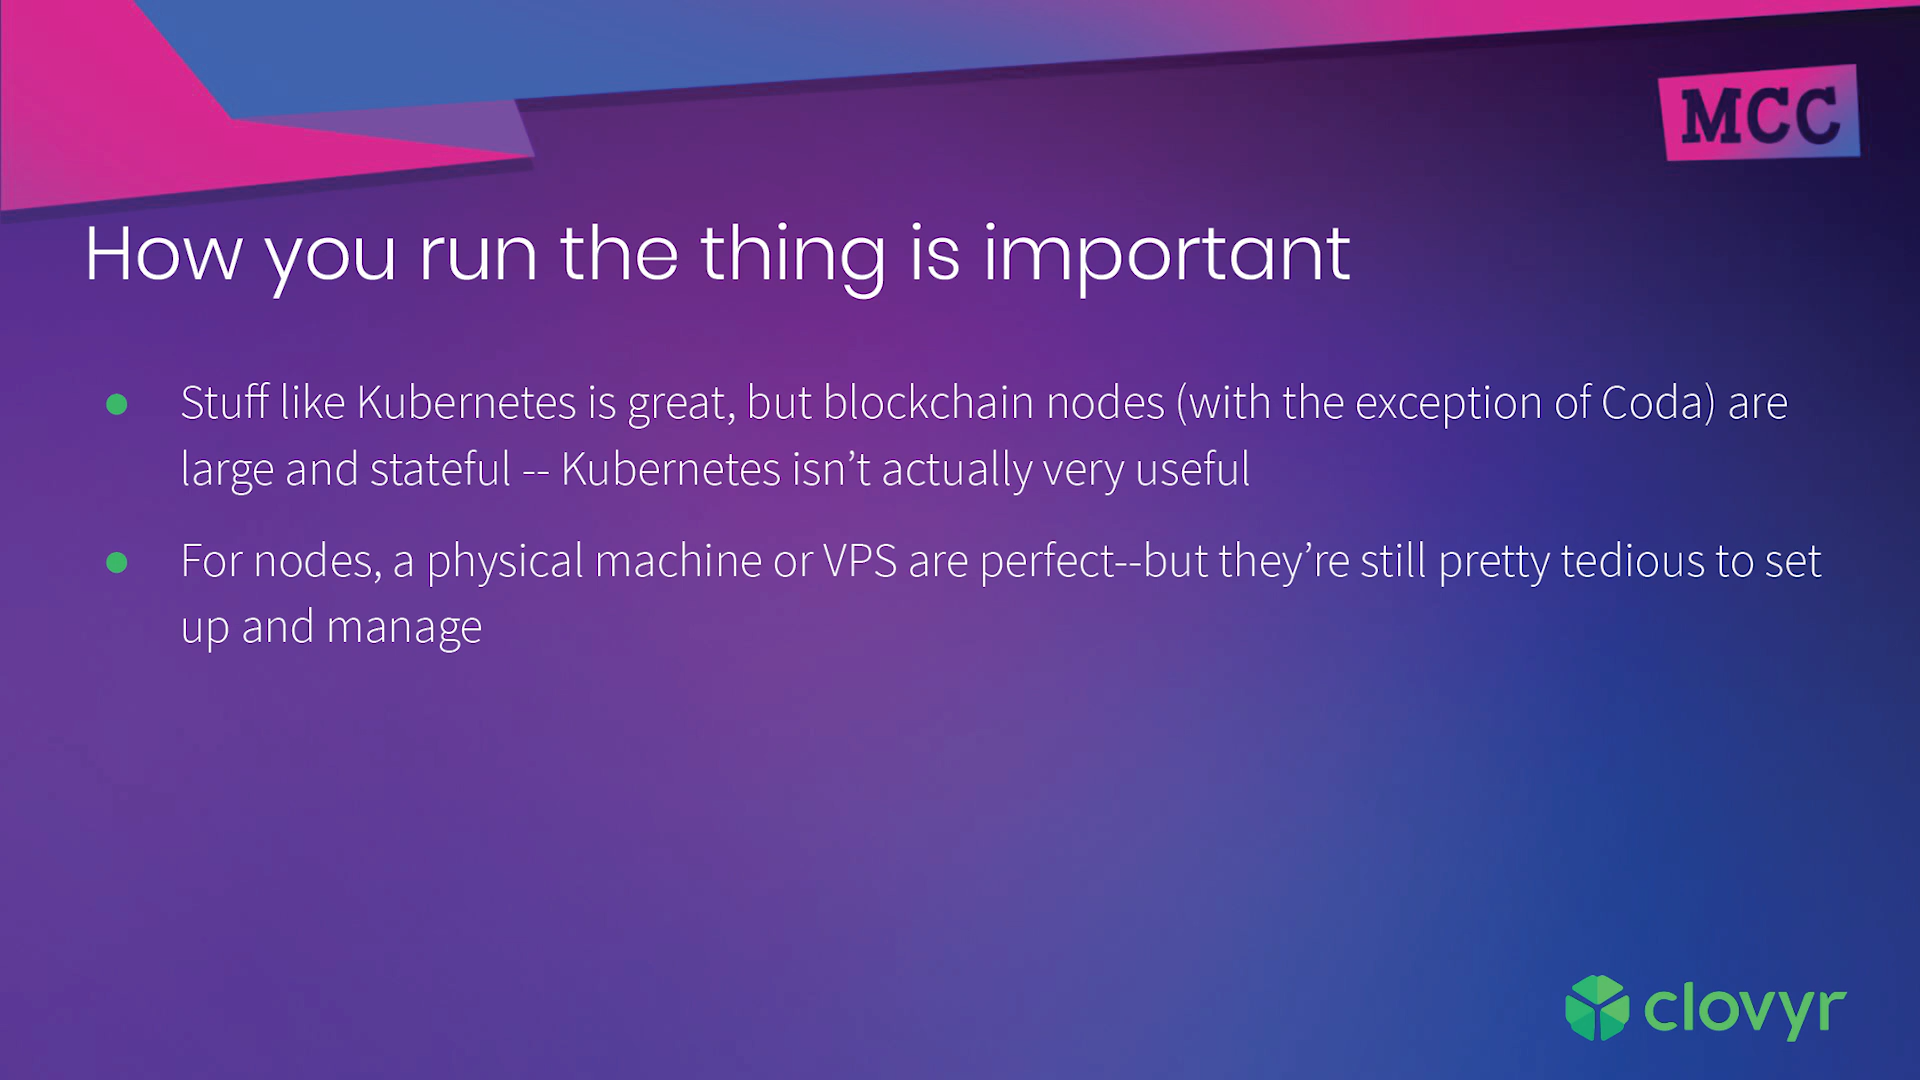 MCC
How you run the thing is important
● Stuff like Kubernetes is great, but blockchain nodes (with the exception of Coda) are
large and stateful -- Kubernetes isn’t actually very useful
● For nodes, a physical machine or VPS are perfect--but they’re still pretty tedious to set
up and manage
clovyr